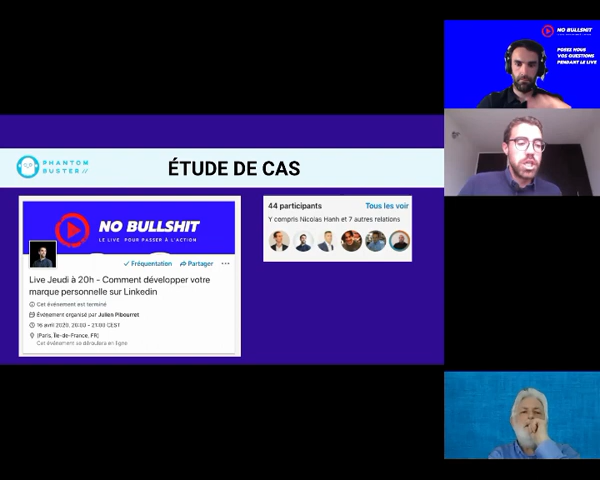 NO BULLSHIT
POSEZ NOUS
VOS QUESTIONS
PENDANT LE LIVE
PHANTOM
BUSTER//
ÉTUDE DE CAS
NO BULLSHIT
LE LIVE POUR PASSER À L'ACTION
✓ Fréquentation Partager ...
Live Jeudi à 20h - Comment développer votre
marque personnelle sur Linkedin
Cet événement est terminé
Événement organisé par Julien Pibourret
16 avril 2020, 20:00 - 21:00 CEST
[Paris, Île-de-France, FR]
Cet événement se déroulera en ligne
44 participants Tous les voir
Y compris Nicolas Hanh et 7 autres relations